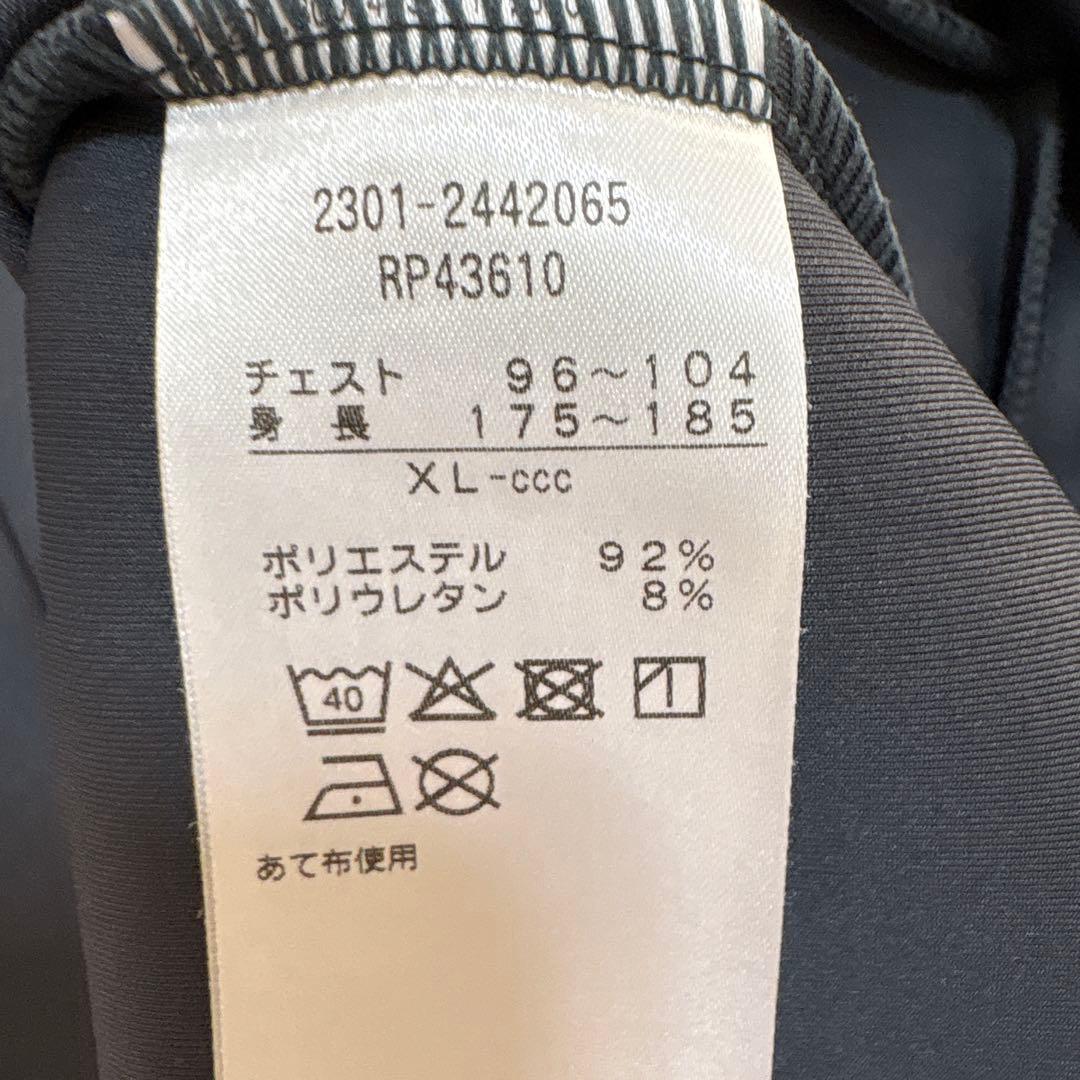 2301-2442065
RP43610
チェスト 96～104
身長 175～185
XL-ccc
ポリエステル 92%
ポリウレタン 8%
40
あて布使用